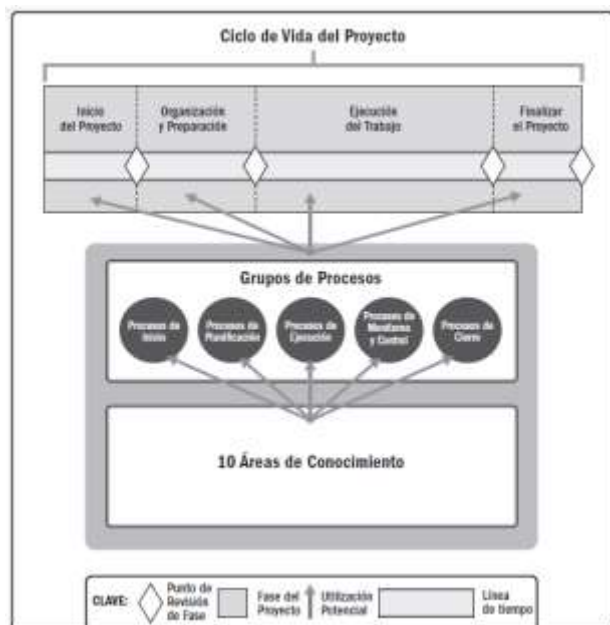 Ciclo de Vida del Proyecto
Inicio
del Proyecto
Organización
y Preparación
Ejecución
del Trabajo
Finalizar
el Proyecto
Grupos de Procesos
Procesos de
Inicio
Procesos de
Planificación
Procesos de
Ejecución
Procesos de
Monitoreo
y Control
Procesos de
Cierre
10 Áreas de Conocimiento
CLAVE:
Punto de
Revisión
de Fase
Fase del
Proyecto
Utilización
Potencial
Línea
de tiempo